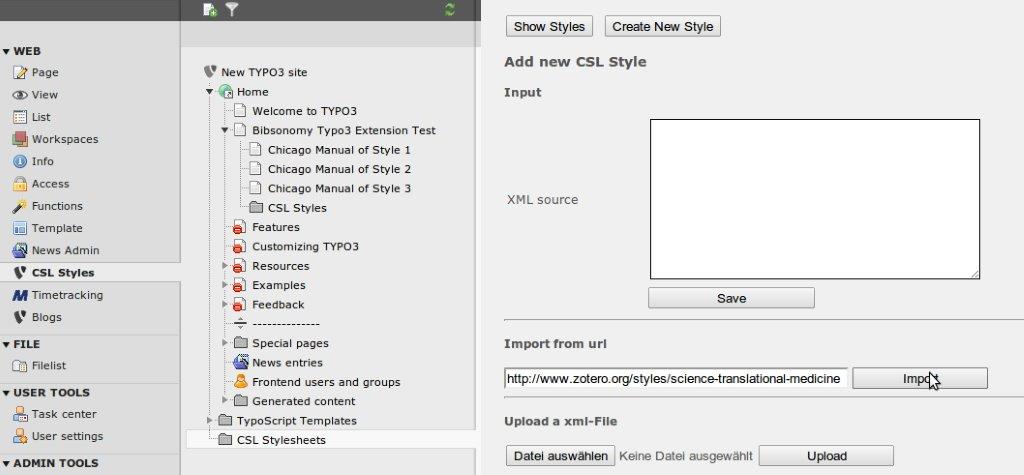 WEB
Page
View
List
Workspaces
Info
Access
Functions
Template
News Admin
CSL Styles
Timetracking
Blogs
FILE
Filelist
USER TOOLS
Task center
User settings
ADMIN TOOLS
New TYPO3 site
Home
Welcome to TYPO3
Bibsonomy Typo3 Extension Test
Chicago Manual of Style 1
Chicago Manual of Style 2
Chicago Manual of Style 3
CSL Styles
Features
Customizing TYPO3
Resources
Examples
Feedback
--------------
Special pages
News entries
Frontend users and groups
Generated content
TypoScript Templates
CSL Stylesheets
Show Styles Create New Style
Add new CSL Style
Input
XML source
Save
Import from url
http://www.zotero.org/styles/science-translational-medicine Import
Upload a xml-File
Datei auswählen Keine Datei ausgewählt Upload